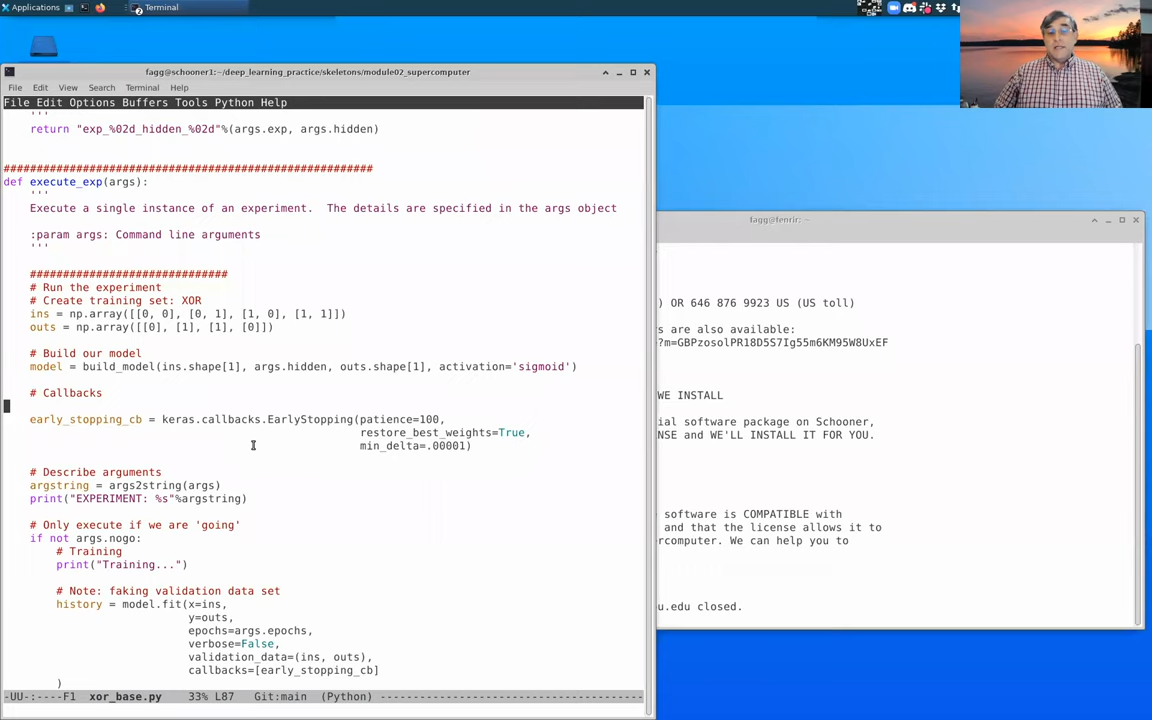 Applications
Terminal
fagg@schooner1:~/deep_learning_practice/skeletons/module02_supercomputer
File Edit View Search Terminal Help
File Edit Options Buffers Tools Python Help
'''
return "exp_%02d_hidden_%02d"%(args.exp, args.hidden)
########################################################
def execute_exp(args):
'''
Execute a single instance of an experiment.  The details are specified in the args object
:param args: Command line arguments
'''
##############################
# Run the experiment
# Create training set: XOR
ins = np.array([[0, 0], [0, 1], [1, 0], [1, 1]])
outs = np.array([[0], [1], [1], [0]])
# Build our model
model = build_model(ins.shape[1], args.hidden, outs.shape[1], activation='sigmoid')
# Callbacks
early_stopping_cb = keras.callbacks.EarlyStopping(patience=100,
restore_best_weights=True,
min_delta=.00001)
# Describe arguments
argstring = args2string(args)
print("EXPERIMENT: %s"%argstring)
# Only execute if we are 'going'
if not args.nogo:
# Training
print("Training...")
# Note: faking validation data set
history = model.fit(x=ins,
y=outs,
epochs=args.epochs,
verbose=False,
validation_data=(ins, outs),
callbacks=[early_stopping_cb]
)
-UU-:----F1  xor_base.py    33% L87    Git:main  (Python) ----------------------------------------
fagg@fenrir: ~
) OR 646 876 9923 US (US toll)
rs are also available:
?m=GBPzosolPR18D5S7Ig55m6KM95W8UxEF
WE INSTALL
ial software package on Schooner,
NSE and WE'LL INSTALL IT FOR YOU.
software is COMPATIBLE with
and that the license allows it to
ercomputer. We can help you to
u.edu closed.